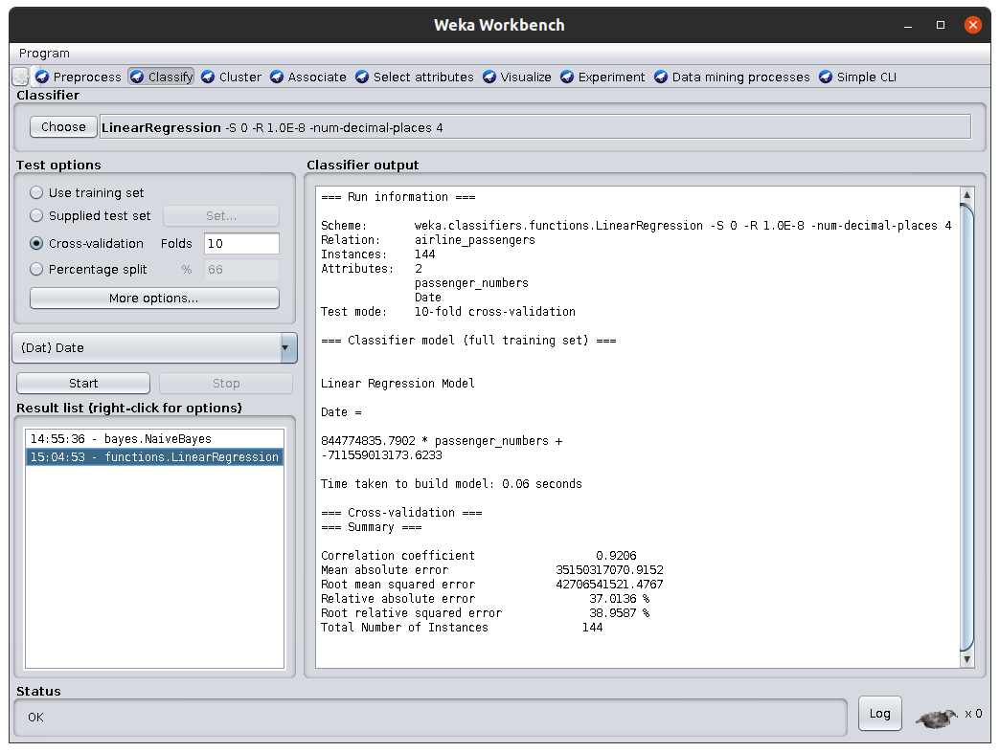 Weka Workbench
Program
Preprocess Classify Cluster Associate Select attributes Visualize Experiment Data mining processes Simple CLI
Classifier
Choose LinearRegression -S 0 -R 1.0E-8 -num-decimal-places 4
Test options
Use training set
Supplied test set Set...
Cross-validation Folds 10
Percentage split % 66
More options...
(Dat) Date
Start Stop
Result list (right-click for options)
14:55:36 - bayes.NaiveBayes
15:04:53 - functions.LinearRegression
Classifier output
=== Run information ===
Scheme: weka.classifiers.functions.LinearRegression -S 0 -R 1.0E-8 -num-decimal-places 4
Relation: airline_passengers
Instances: 144
Attributes: 2
passenger_numbers
Date
Test mode: 10-fold cross-validation
=== Classifier model (full training set) ===
Linear Regression Model
Date =
844774835.7902 * passenger_numbers +
-711559013173.6233
Time taken to build model: 0.06 seconds
=== Cross-validation ===
=== Summary ===
Correlation coefficient 0.9206
Mean absolute error 35150317070.9152
Root mean squared error 42706541521.4767
Relative absolute error 37.0136 %
Root relative squared error 38.9587 %
Total Number of Instances 144
Status
OK
Log
x 0